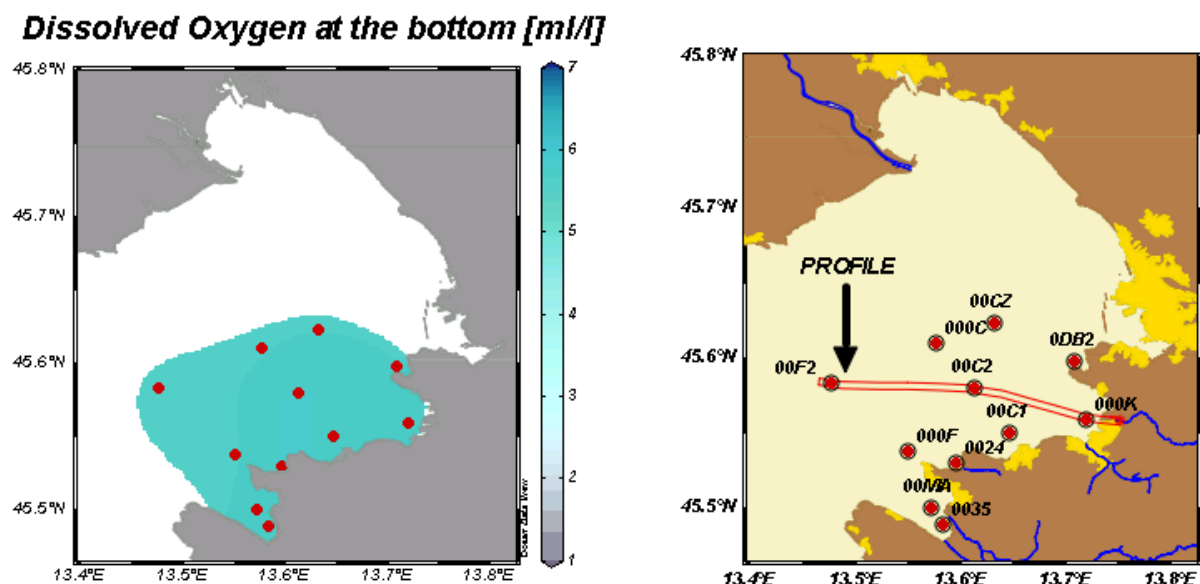 Dissolved Oxygen at the bottom [ml/l]
45.8°N
45.7°N
45.6°N
45.5°N
13.4°E 13.5°E 13.6°E 13.7°E 13.8°E
7
6
5
4
3
2
1
Ocean Data View
45.8°N
45.7°N
45.6°N
45.5°N
13.4°E 13.5°E 13.6°E 13.7°E 13.8°E
PROFILE
00CZ
000C
0DB2
00F2
00C2
000K
00C1
000F
0024
00MA
0035